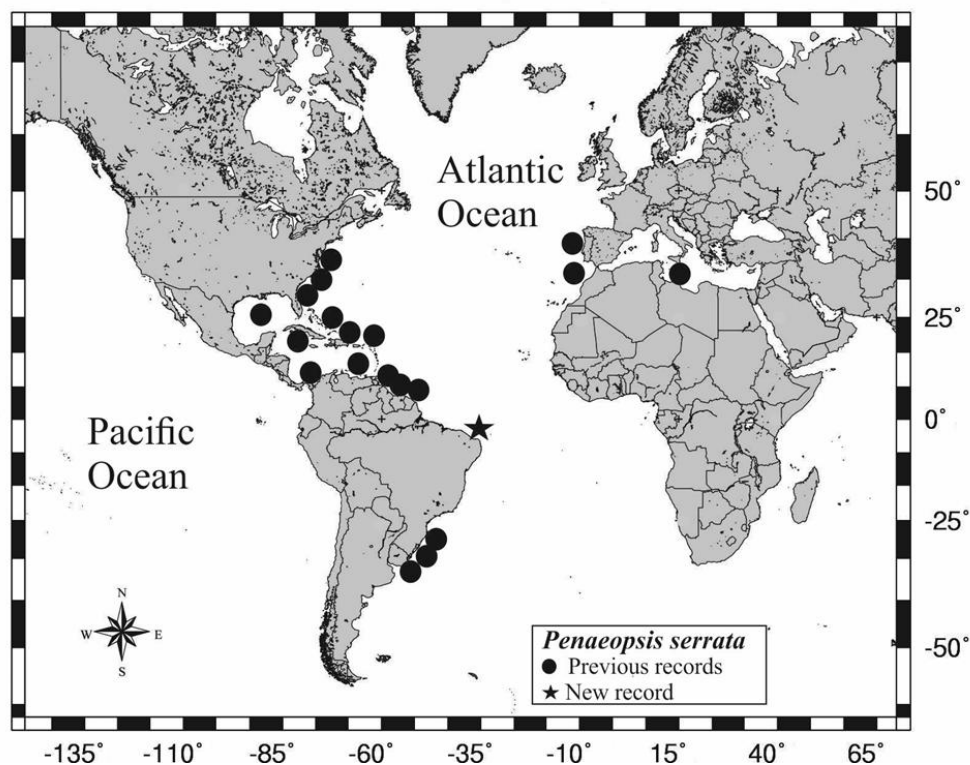 Atlantic
Ocean
50°
25°
Pacific
Ocean
0°
-25°
N
W E
S
Penaeopsis serrata
Previous records
New record
-50°
-135° -110° -85° -60° -35° -10° 15° 40° 65°